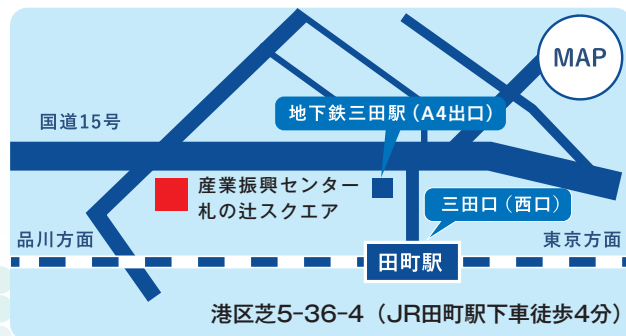 MAP
国道15号
地下鉄三田駅（A4出口）
産業振興センター
札の辻スクエア
三田口（西口）
品川方面
東京方面
田町駅
港区芝5-36-4（JR田町駅下車徒歩4分）